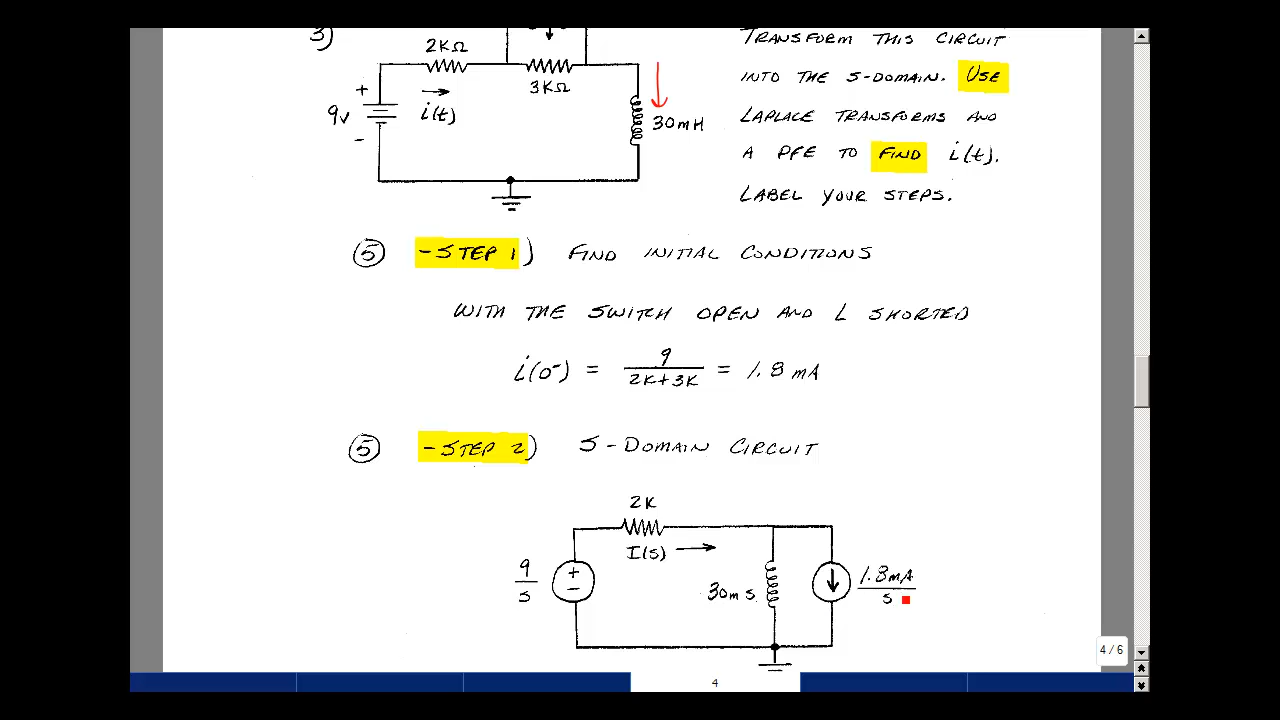 3)
TRANSFORM THIS CIRCUIT
INTO THE S-DOMAIN. USE
LAPLACE TRANSFORMS AND
A PFE TO FIND i(t).
LABEL YOUR STEPS.
2KΩ
3KΩ
+
9V
-
i(t)
30mH
5 -STEP 1) FIND INITIAL CONDITIONS
WITH THE SWITCH OPEN AND L SHORTED
i(0-) = 9 / 2K+3K = 1.8 mA
5 -STEP 2) S-DOMAIN CIRCUIT
2K
I(s)
9 / s
+
-
30m s
1.8mA / s
4 / 6
4